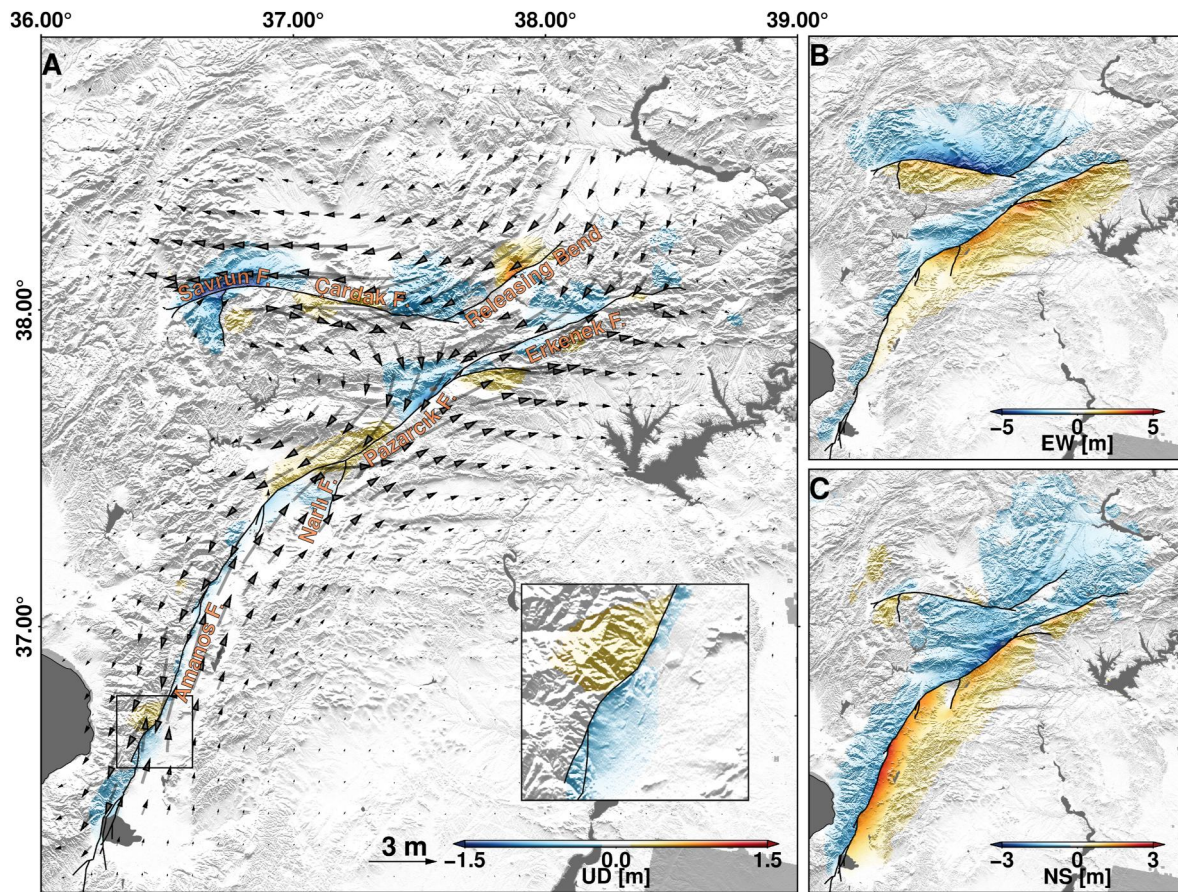 36.00°
37.00°
38.00°
39.00°
A
38.00°
37.00°
Savrun F.
Cardak F.
Releasing Bend
Erkenek F.
Pazarcik F.
Narli F.
Amanos F.
3 m
−1.5
0.0
1.5
UD [m]
B
−5
0
5
EW [m]
C
−3
0
3
NS [m]